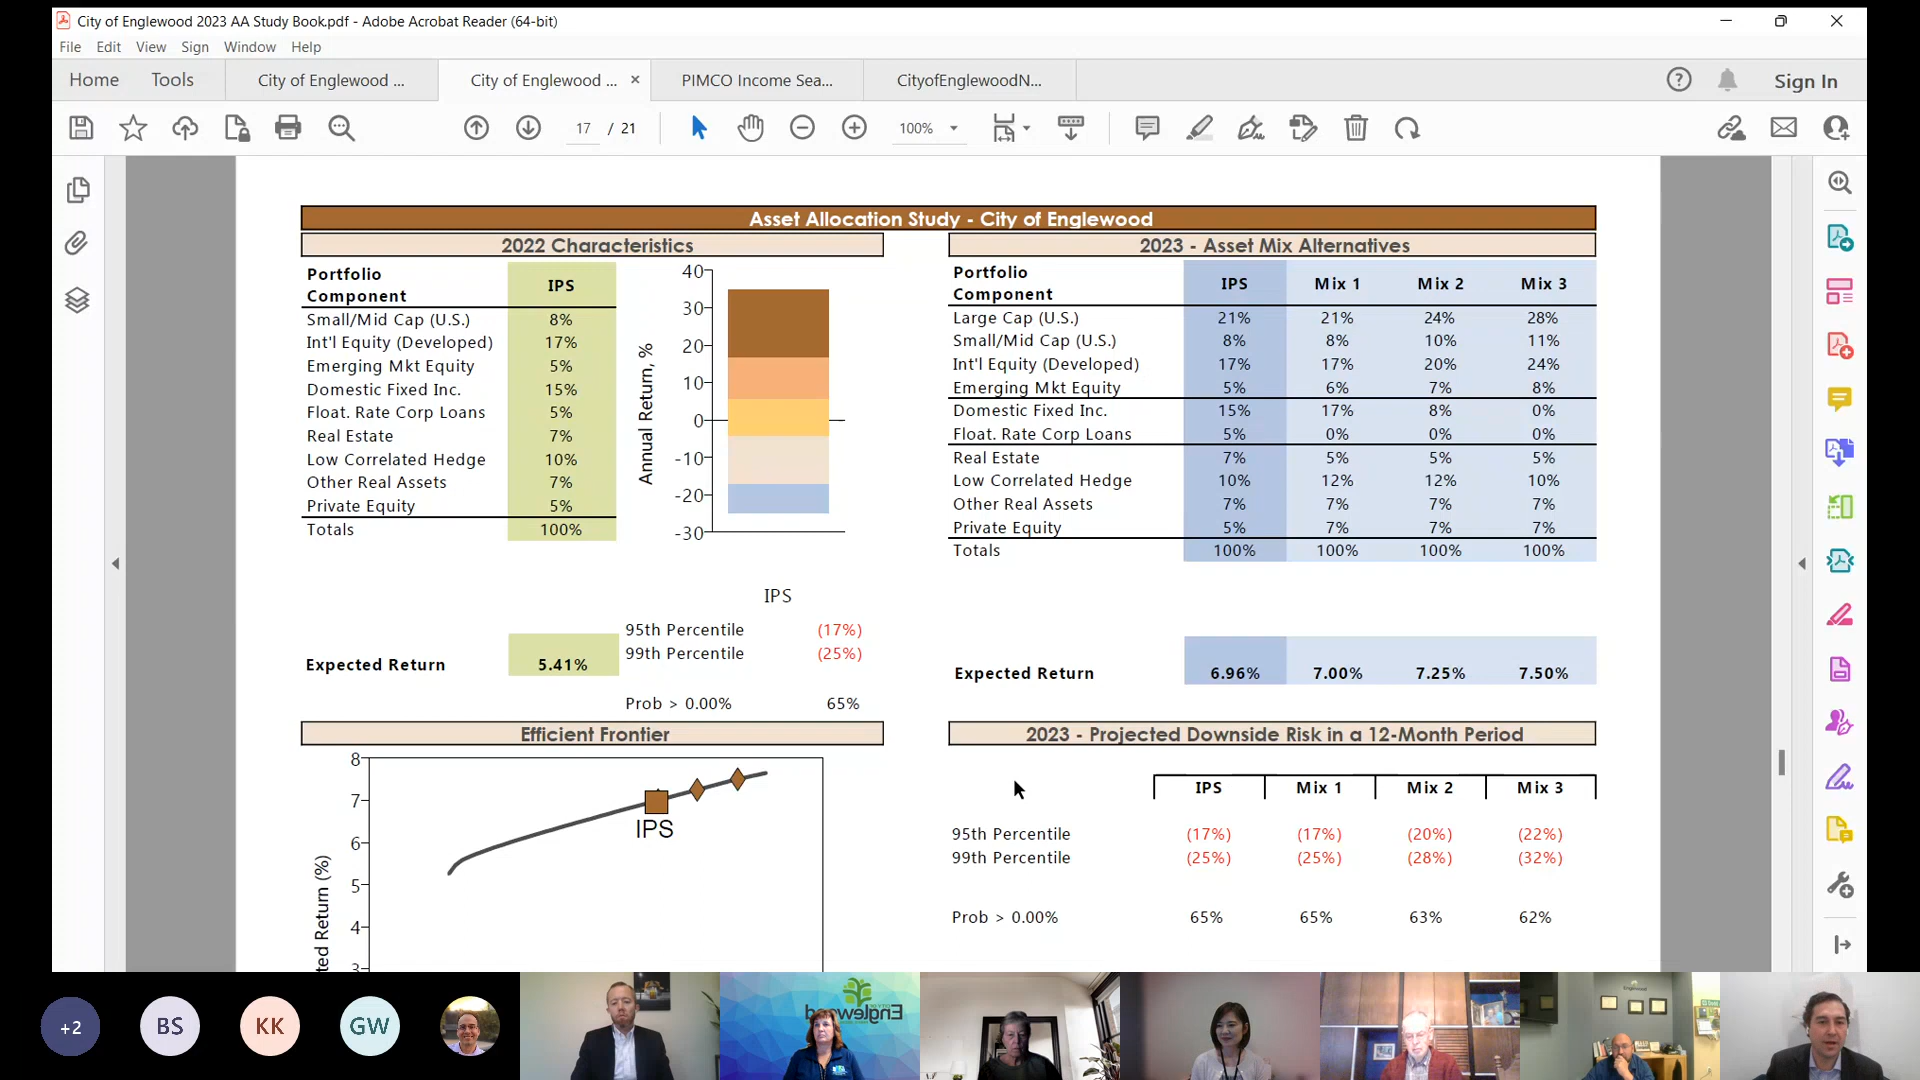 City of Englewood 2023 AA Study Book.pdf - Adobe Acrobat Reader (64-bit)
File Edit View Sign Window Help
Home Tools City of Englewood ... City of Englewood ... × PIMCO Income Sea... CityofEnglewoodN... Sign In
17 / 21 100%
Asset Allocation Study - City of Englewood
2022 Characteristics
Portfolio Component IPS
Small/Mid Cap (U.S.) 8%
Int'l Equity (Developed) 17%
Emerging Mkt Equity 5%
Domestic Fixed Inc. 15%
Float. Rate Corp Loans 5%
Real Estate 7%
Low Correlated Hedge 10%
Other Real Assets 7%
Private Equity 5%
Totals 100%
Annual Return, %
40
30
20
10
0
-10
-20
-30
IPS
95th Percentile (17%)
99th Percentile (25%)
Expected Return 5.41%
Prob > 0.00% 65%
2023 - Asset Mix Alternatives
Portfolio Component IPS Mix 1 Mix 2 Mix 3
Large Cap (U.S.) 21% 21% 24% 28%
Small/Mid Cap (U.S.) 8% 8% 10% 11%
Int'l Equity (Developed) 17% 17% 20% 24%
Emerging Mkt Equity 5% 6% 7% 8%
Domestic Fixed Inc. 15% 17% 8% 0%
Float. Rate Corp Loans 5% 0% 0% 0%
Real Estate 7% 5% 5% 5%
Low Correlated Hedge 10% 12% 12% 10%
Other Real Assets 7% 7% 7% 7%
Private Equity 5% 7% 7% 7%
Totals 100% 100% 100% 100%
Expected Return 6.96% 7.00% 7.25% 7.50%
Efficient Frontier
8
7
6
5
4
3
ted Return (%)
IPS
2023 - Projected Downside Risk in a 12-Month Period
IPS Mix 1 Mix 2 Mix 3
95th Percentile (17%) (17%) (20%) (22%)
99th Percentile (25%) (25%) (28%) (32%)
Prob > 0.00% 65% 65% 63% 62%
+2 BS KK GW
Englewood